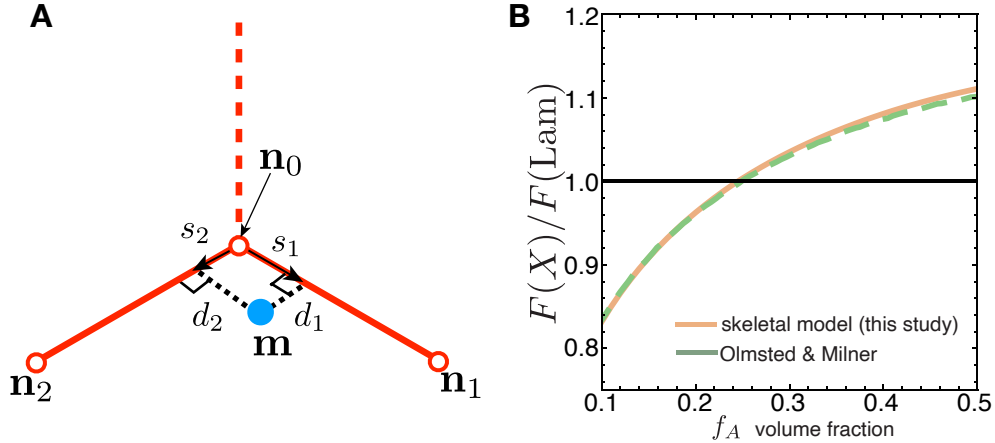 A
n₀
s₂
s₁
d₂
d₁
m
n₂
n₁
B
F(X)/F(Lam)
1.2
1.1
1.0
0.9
0.8
skeletal model (this study)
Olmsted & Milner
0.1
0.2
0.3
0.4
0.5
f_A volume fraction